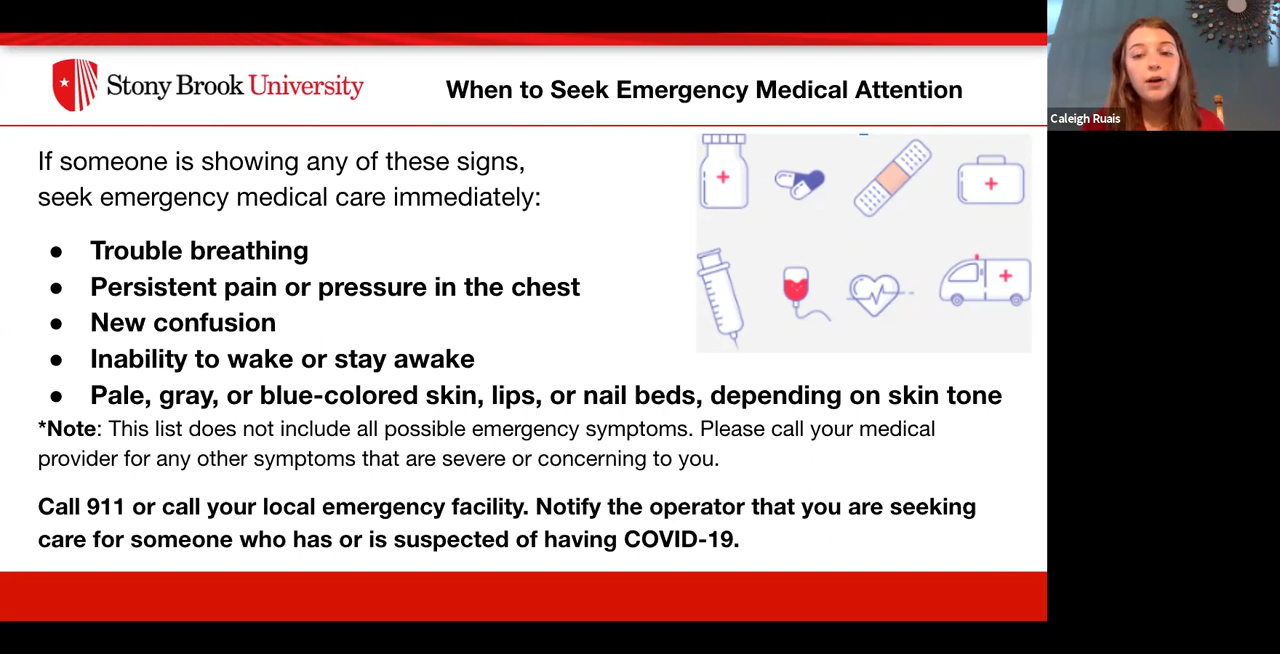 Stony Brook University
When to Seek Emergency Medical Attention
Caleigh Ruais
If someone is showing any of these signs,
seek emergency medical care immediately:
● Trouble breathing
● Persistent pain or pressure in the chest
● New confusion
● Inability to wake or stay awake
● Pale, gray, or blue-colored skin, lips, or nail beds, depending on skin tone
*Note: This list does not include all possible emergency symptoms. Please call your medical
provider for any other symptoms that are severe or concerning to you.
Call 911 or call your local emergency facility. Notify the operator that you are seeking
care for someone who has or is suspected of having COVID-19.